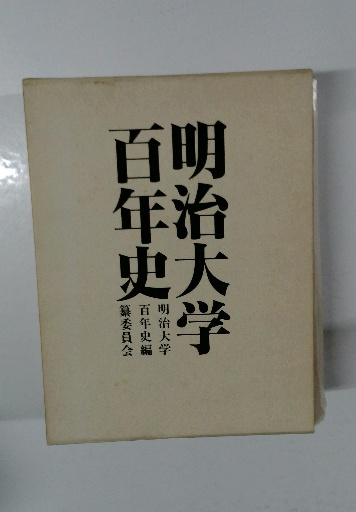 明治大学
百年史
明治大学
百年史編
纂委員会